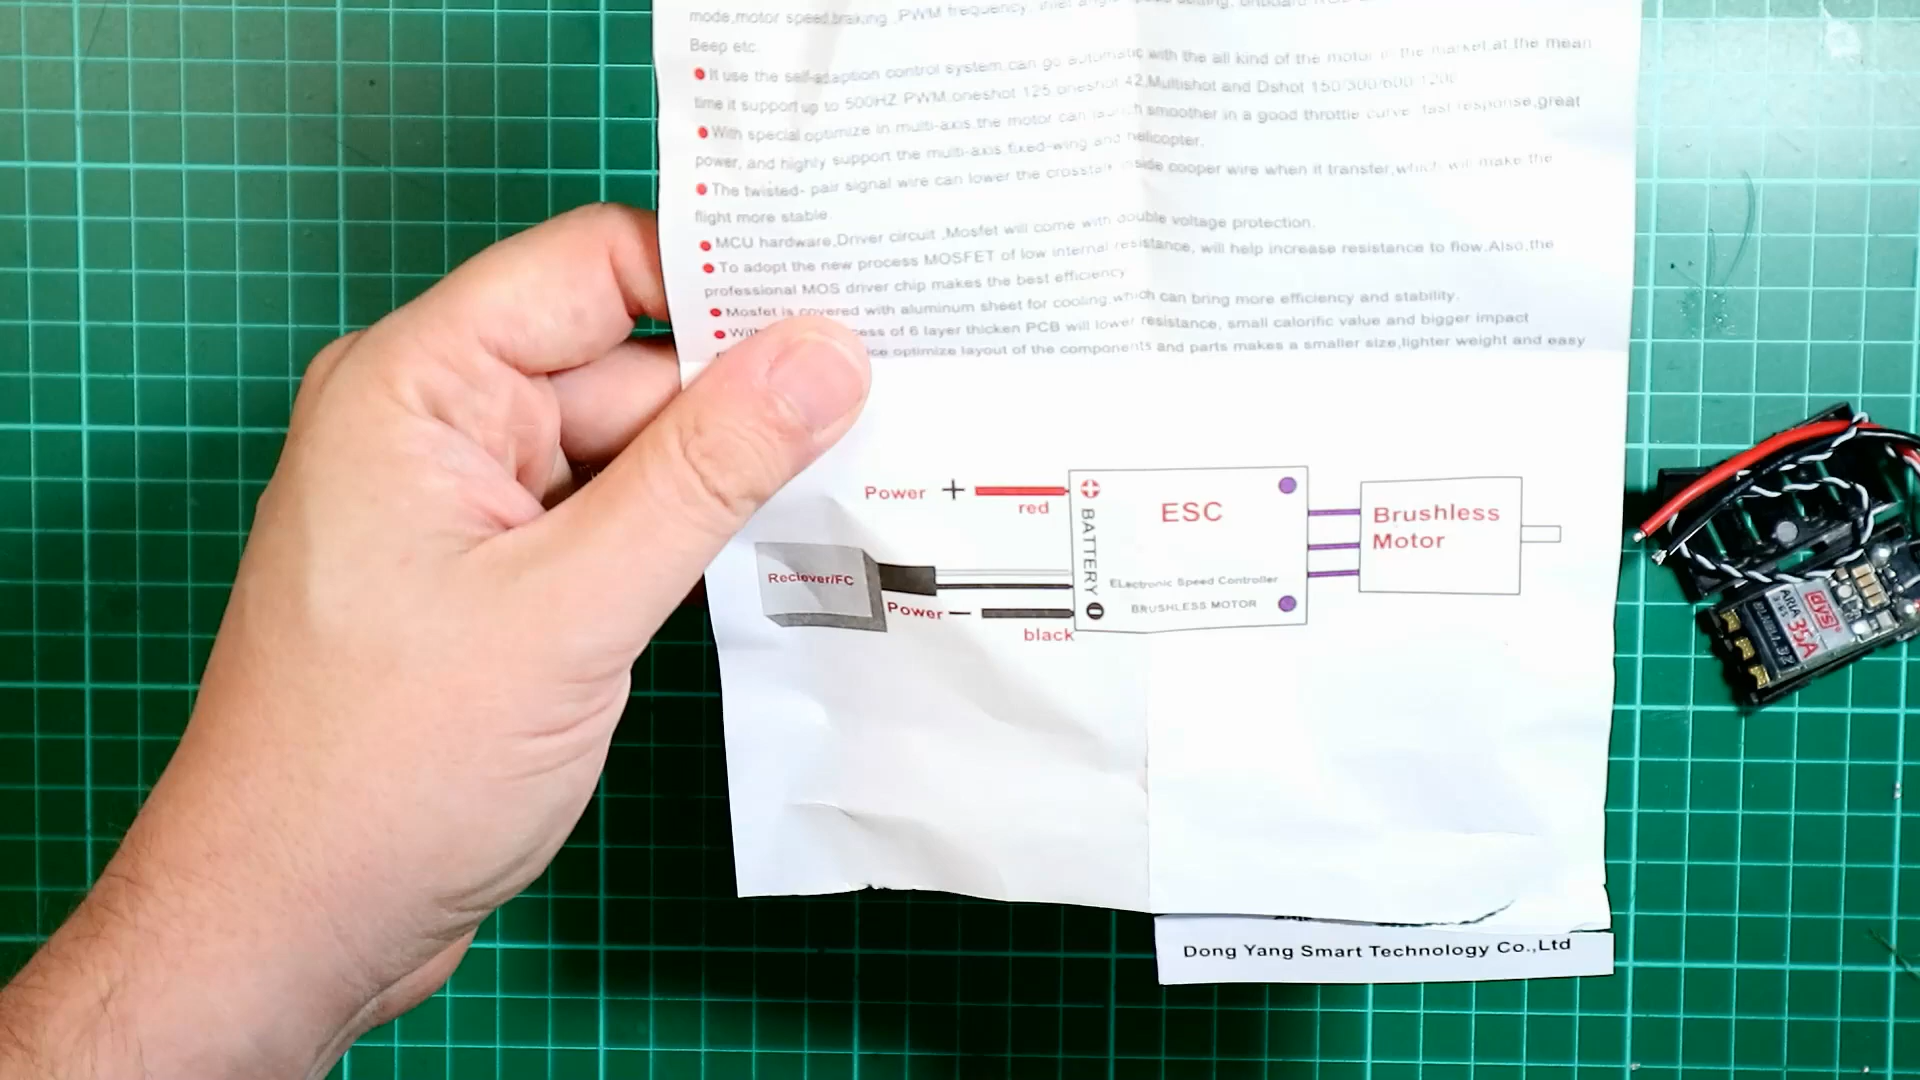 mode,motor speed,braking ,PWM frequency,
Beep etc.
It use the self-adaption control system,can go automatic with the all kind of the motor in the market,at the mean
time it support up to 500HZ PWM,oneshot 125,oneshot 42,Multishot and Dshot 150/300/600/1200
With special optimize in multi-axis,the motor can launch smoother in a good throttle curve, fast response,great
power, and highly support the multi-axis,fixed-wing and helicopter.
The twisted- pair signal wire can lower the crosstalk inside cooper wire when it transfer,which will make the
flight more stable
MCU hardware,Driver circuit ,Mosfet will come with double voltage protection.
To adopt the new process MOSFET of low internal resistance, will help increase resistance to flow.Also,the
professional MOS driver chip makes the best efficiency
Mosfet is covered with aluminum sheet for cooling,which can bring more efficiency and stability.
of 6 layer thicken PCB will lower resistance, small calorific value and bigger impact
optimize layout of the components and parts makes a smaller size,lighter weight and easy
Power + red
BATTERY
ESC
Brushless
Motor
Reciever/FC
ELectronic Speed Controller
BRUSHLESS MOTOR
Power —
black
dys
ARIA 35A
BLHELI_32
Dong Yang Smart Technology Co.,Ltd